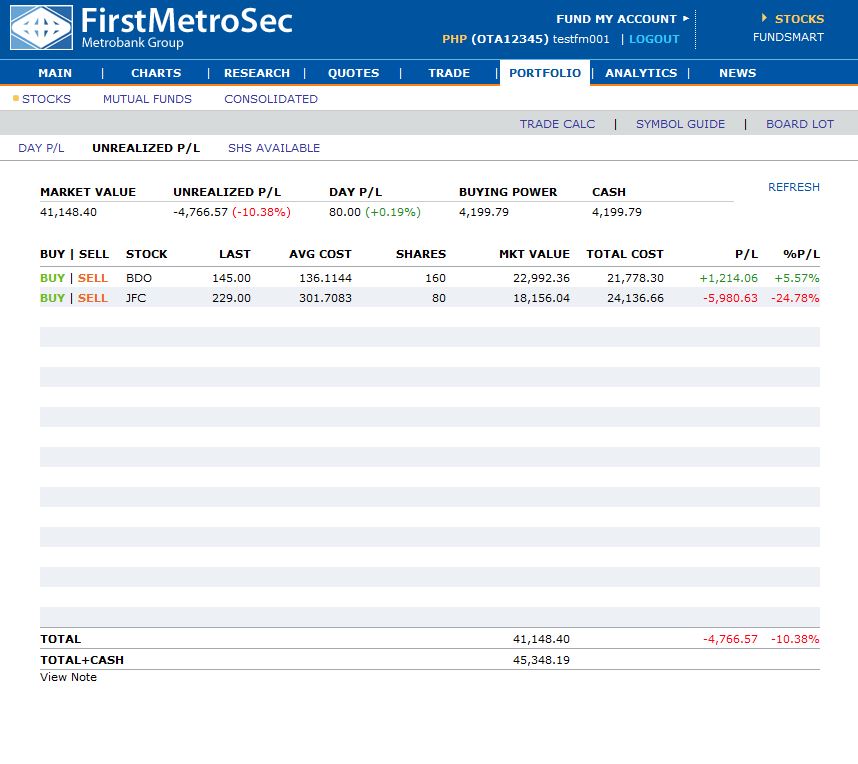 FirstMetroSec
Metrobank Group
FUND MY ACCOUNT
PHP (OTA12345) testfm001 | LOGOUT
STOCKS
FUNDSMART
MAIN | CHARTS | RESEARCH | QUOTES | TRADE | PORTFOLIO | ANALYTICS | NEWS
STOCKS MUTUAL FUNDS CONSOLIDATED
TRADE CALC | SYMBOL GUIDE | BOARD LOT
DAY P/L UNREALIZED P/L SHS AVAILABLE
MARKET VALUE UNREALIZED P/L DAY P/L BUYING POWER CASH REFRESH
41,148.40 -4,766.57 (-10.38%) 80.00 (+0.19%) 4,199.79 4,199.79
BUY | SELL STOCK LAST AVG COST SHARES MKT VALUE TOTAL COST P/L %P/L
BUY | SELL BDO 145.00 136.1144 160 22,992.36 21,778.30 +1,214.06 +5.57%
BUY | SELL JFC 229.00 301.7083 80 18,156.04 24,136.66 -5,980.63 -24.78%
TOTAL 41,148.40 -4,766.57 -10.38%
TOTAL+CASH 45,348.19
View Note